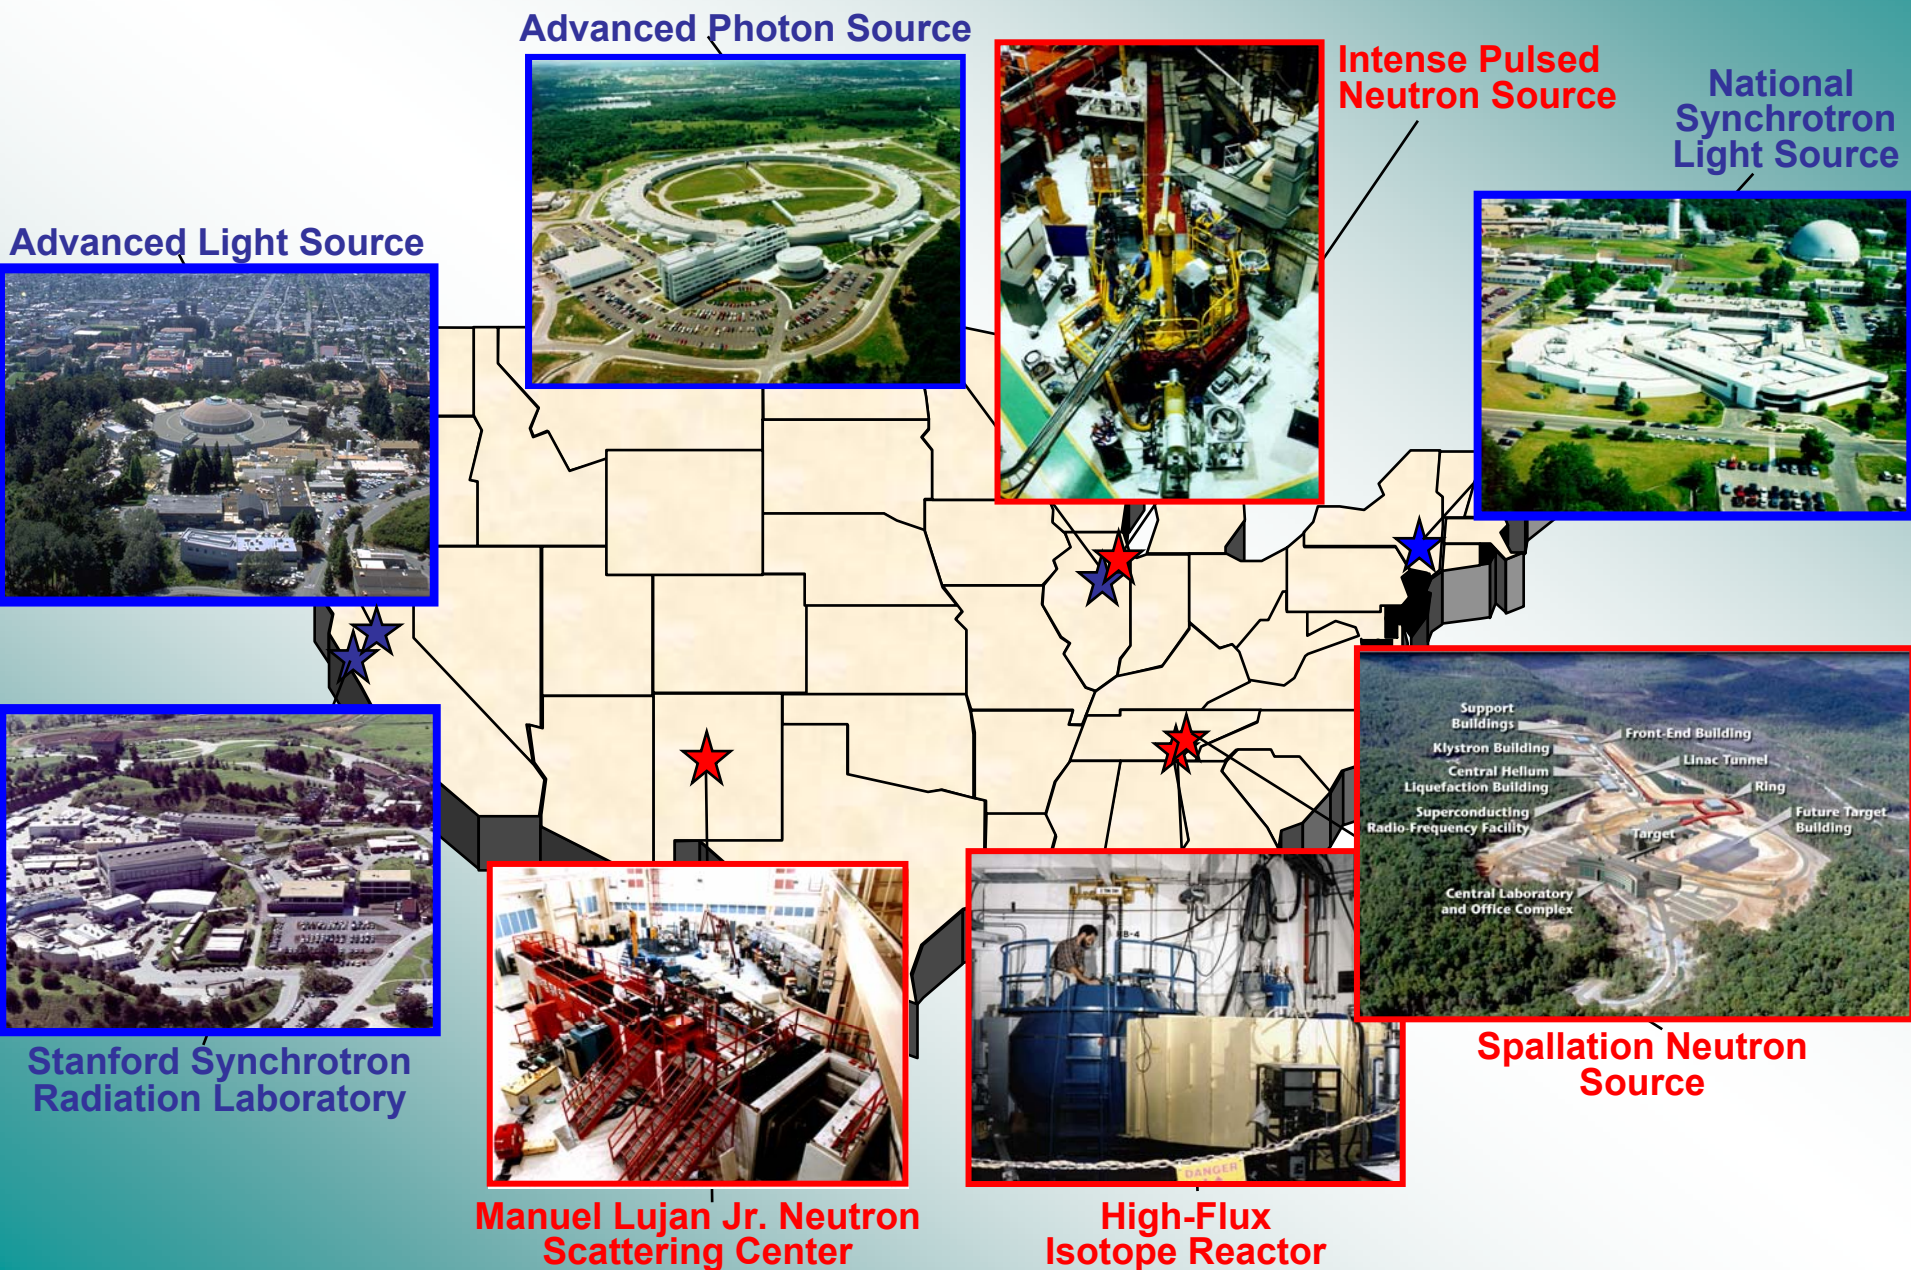 Advanced Photon Source
Intense Pulsed
Neutron Source
National
Synchrotron
Light Source
Advanced Light Source
Support
Buildings
Front-End Building
Klystron Building
Linac Tunnel
Central Helium
Liquefaction Building
Ring
Superconducting
Radio-Frequency Facility
Future Target
Building
Target
Central Laboratory
and Office Complex
HB-4
DANGER
Stanford Synchrotron
Radiation Laboratory
Spallation Neutron
Source
Manuel Lujan Jr. Neutron
Scattering Center
High-Flux
Isotope Reactor